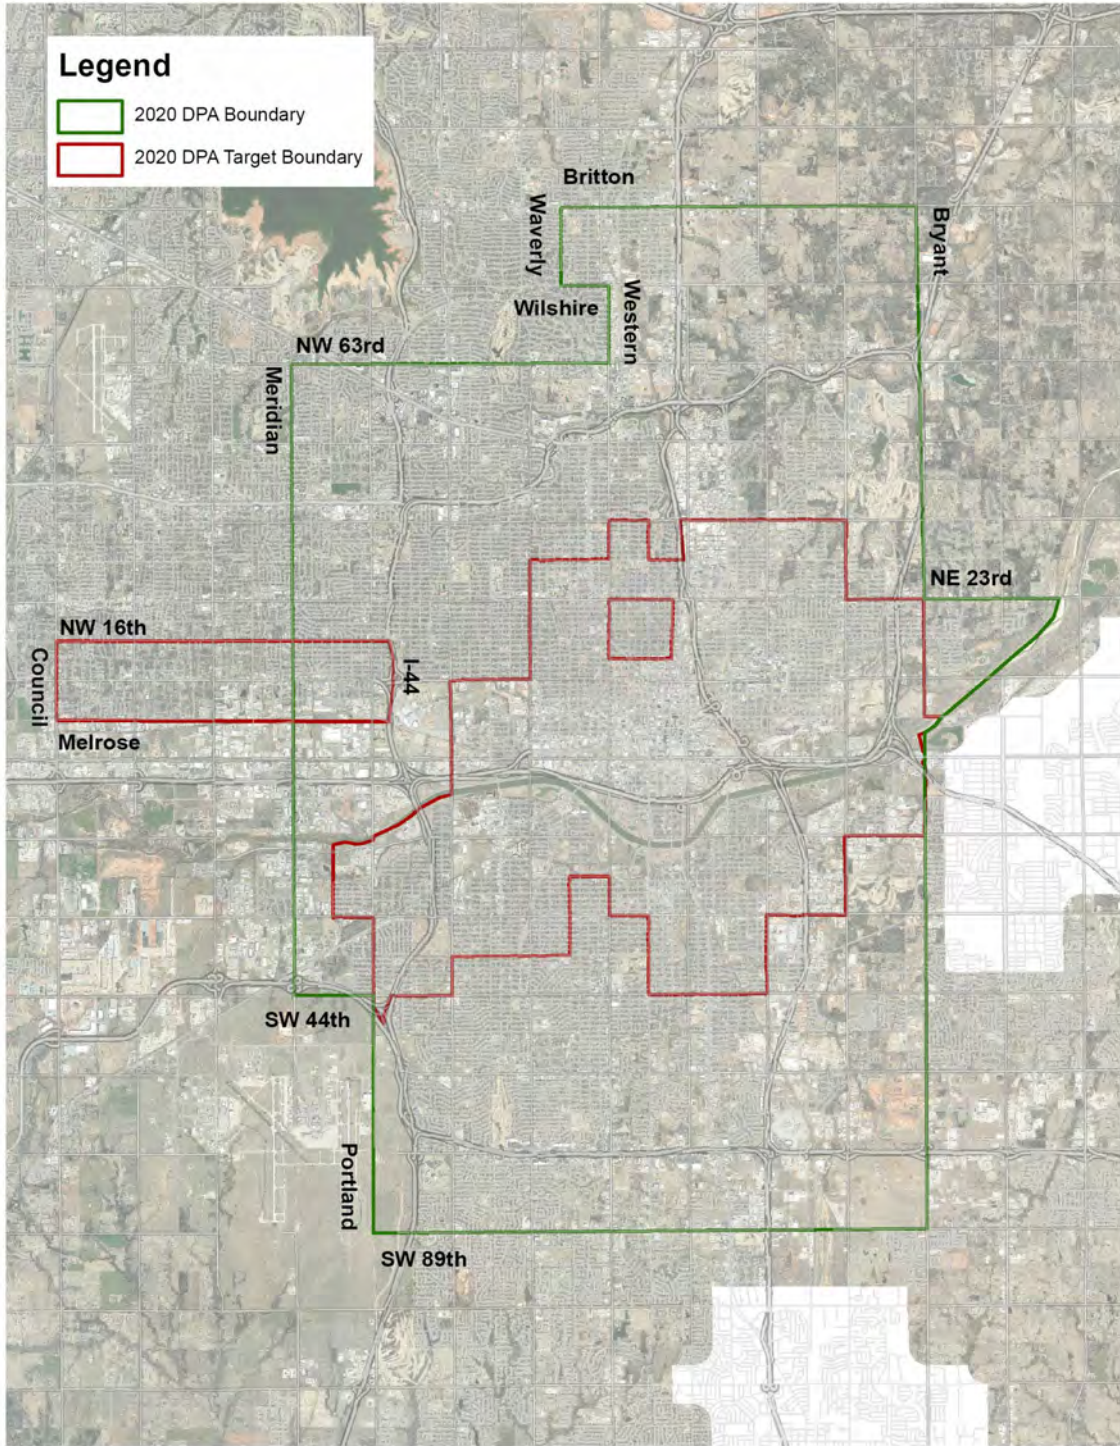 Legend
2020 DPA Boundary
2020 DPA Target Boundary
Britton
Waverly
Bryant
Wilshire
Western
NW 63rd
Meridian
NE 23rd
NW 16th
Council
I-44
Melrose
SW 44th
Portland
SW 89th